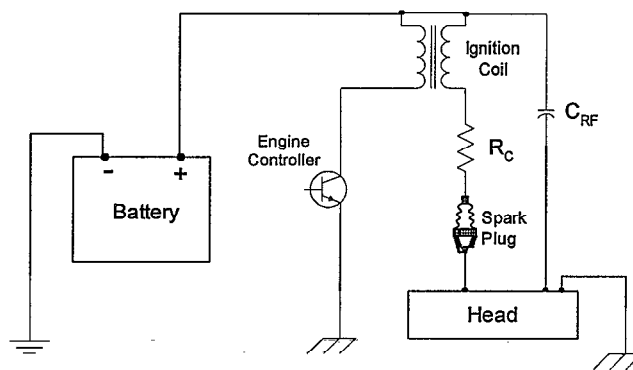 Ignition
Coil
C_RF
Engine
Controller
R_C
- +
Battery
Spark
Plug
Head